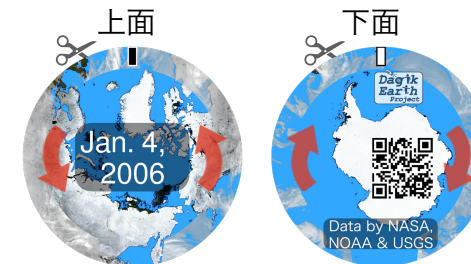 上面
下面
Jan. 4,
2006
Dagik
Earth
Project
Data by NASA,
NOAA & USGS